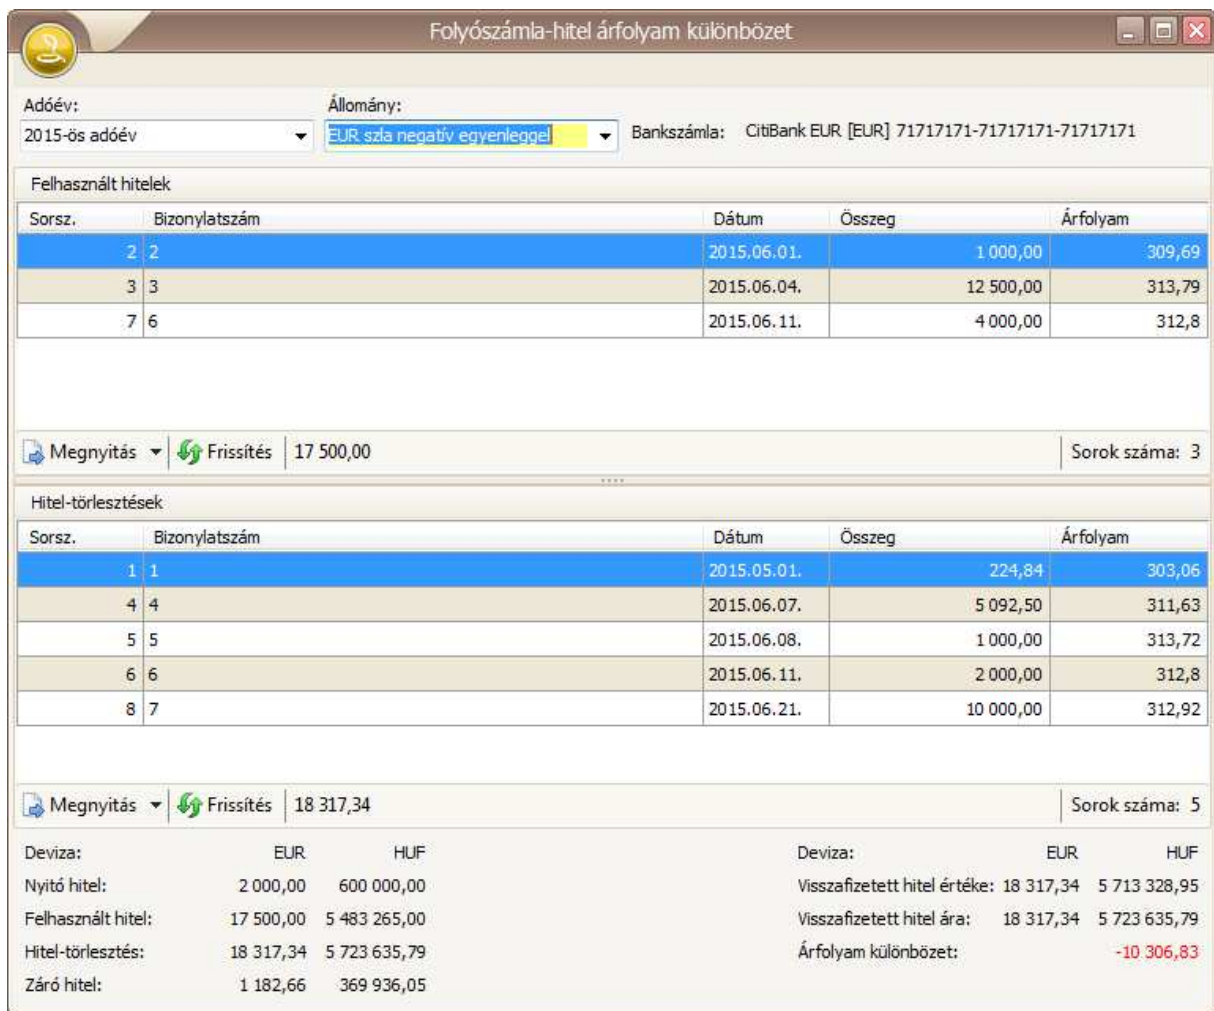 Folyószámla-hitel árfolyam különbözet
Adóév: Állomány:
2015-ös adóév EUR szla negatív egyenleggel Bankszámla: CitiBank EUR [EUR] 71717171-71717171-71717171
Felhasznált hitelek
Sorsz. Bizonylatszám Dátum Összeg Árfolyam
2 2 2015.06.01. 1 000,00 309,69
3 3 2015.06.04. 12 500,00 313,79
7 6 2015.06.11. 4 000,00 312,8
Megnyitás Frissítés 17 500,00 Sorok száma: 3
Hitel-törlesztések
Sorsz. Bizonylatszám Dátum Összeg Árfolyam
1 1 2015.05.01. 224,84 303,06
4 4 2015.06.07. 5 092,50 311,63
5 5 2015.06.08. 1 000,00 313,72
6 6 2015.06.11. 2 000,00 312,8
8 7 2015.06.21. 10 000,00 312,92
Megnyitás Frissítés 18 317,34 Sorok száma: 5
Deviza: EUR HUF Deviza: EUR HUF
Nyitó hitel: 2 000,00 600 000,00 Visszafizetett hitel értéke: 18 317,34 5 713 328,95
Felhasznált hitel: 17 500,00 5 483 265,00 Visszafizetett hitel ára: 18 317,34 5 723 635,79
Hitel-törlesztés: 18 317,34 5 723 635,79 Árfolyam különbözet: -10 306,83
Záró hitel: 1 182,66 369 936,05